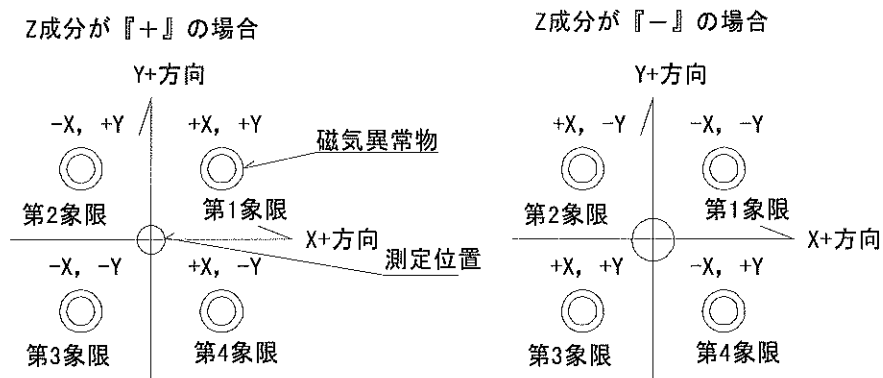 Z成分が『＋』の場合
Y+方向
-X, +Y
+X, +Y
磁気異常物
第2象限
第1象限
X+方向
測定位置
-X, -Y
+X, -Y
第3象限
第4象限
Z成分が『－』の場合
Y+方向
+X, -Y
-X, -Y
第2象限
第1象限
X+方向
+X, +Y
-X, +Y
第3象限
第4象限